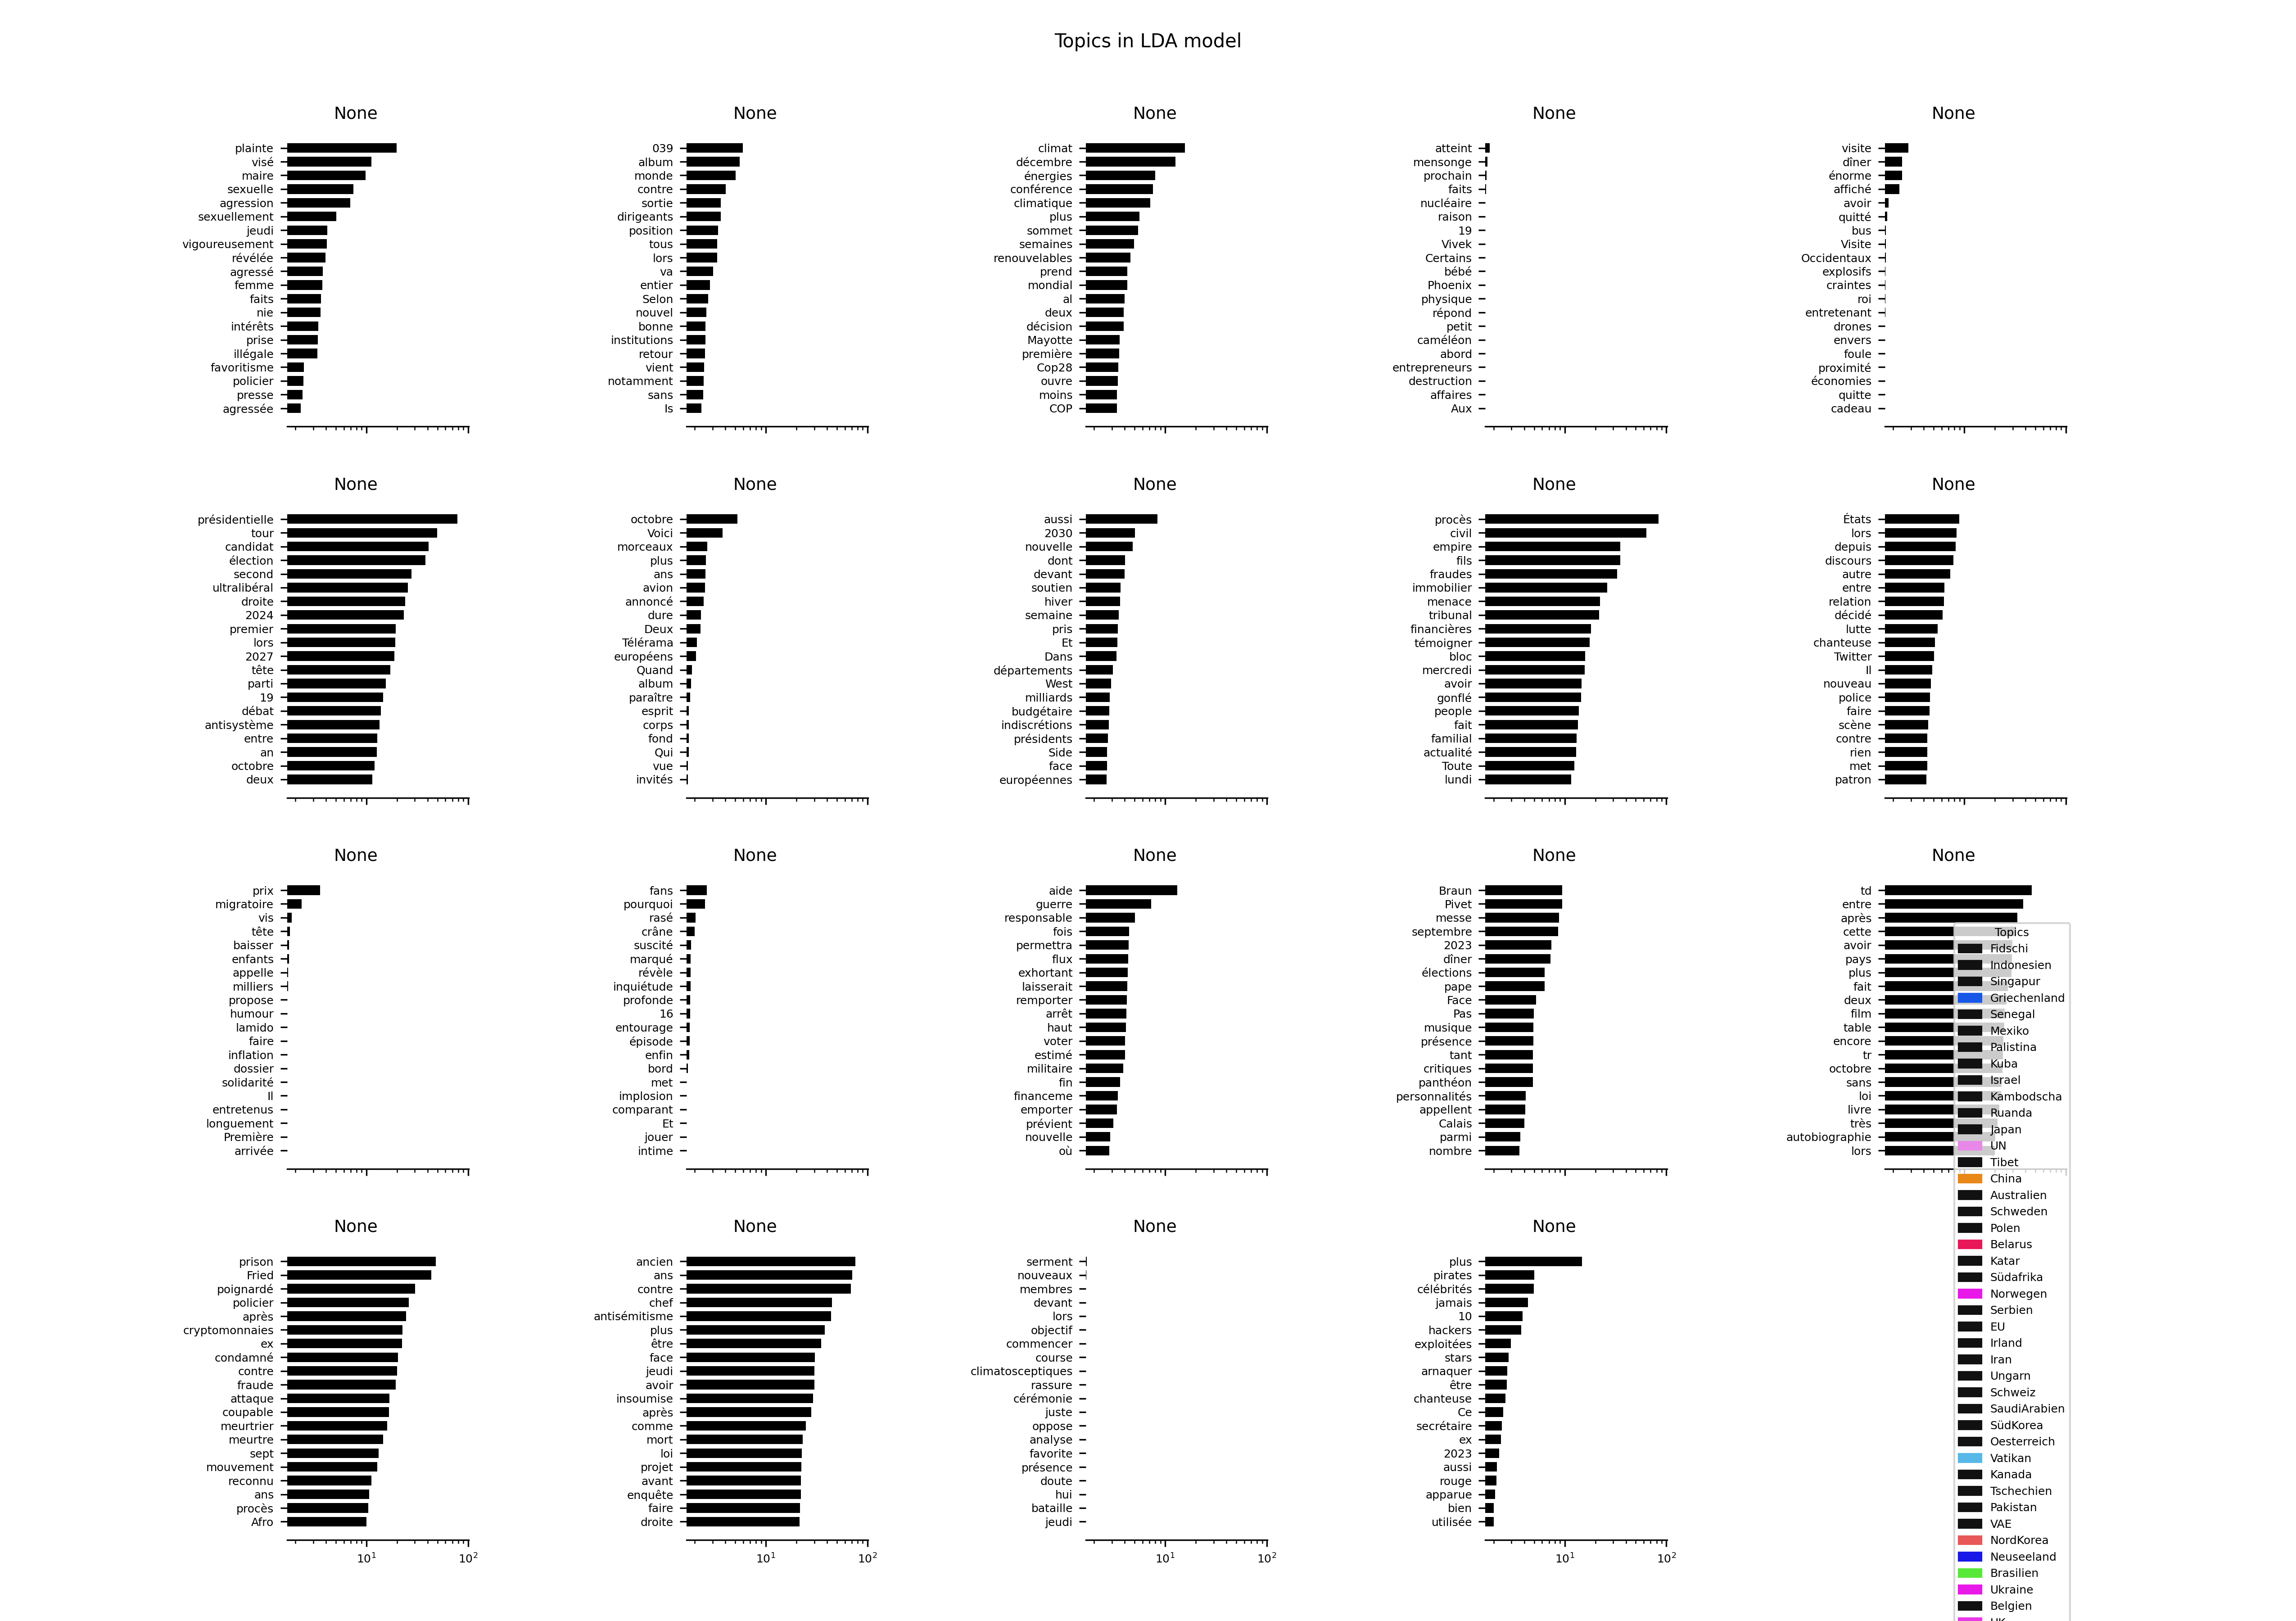 Topics in LDA model
None
plainte
visé
maire
sexuelle
agression
sexuellement
jeudi
vigoureusement
révélée
agressé
femme
faits
nie
intérêts
prise
illégale
favoritisme
policier
presse
agressée
None
039
album
monde
contre
sortie
dirigeants
position
tous
lors
va
entier
Selon
nouvel
bonne
institutions
retour
vient
notamment
sans
Is
None
climat
décembre
énergies
conférence
climatique
plus
sommet
semaines
renouvelables
prend
mondial
al
deux
décision
Mayotte
première
Cop28
ouvre
moins
COP
None
atteint
mensonge
prochain
faits
nucléaire
raison
19
Vivek
Certains
bébé
Phoenix
physique
répond
petit
caméléon
abord
entrepreneurs
destruction
affaires
Aux
None
visite
dîner
énorme
affiché
avoir
quitté
bus
Visite
Occidentaux
explosifs
craintes
roi
entretenant
drones
envers
foule
proximité
économies
quitte
cadeau
None
présidentielle
tour
candidat
élection
second
ultralibéral
droite
2024
premier
lors
2027
tête
parti
19
débat
antisystème
entre
an
octobre
deux
None
octobre
Voici
morceaux
plus
ans
avion
annoncé
dure
Deux
Télérama
européens
Quand
album
paraître
esprit
corps
fond
Qui
vue
invités
None
aussi
2030
nouvelle
dont
devant
soutien
hiver
semaine
pris
Et
Dans
départements
West
milliards
budgétaire
indiscrétions
présidents
Side
face
européennes
None
procès
civil
empire
fils
fraudes
immobilier
menace
tribunal
financières
témoigner
bloc
mercredi
avoir
gonflé
people
fait
familial
actualité
Toute
lundi
None
États
lors
depuis
discours
autre
entre
relation
décidé
lutte
chanteuse
Twitter
Il
nouveau
police
faire
scène
contre
rien
met
patron
None
prix
migratoire
vis
tête
baisser
enfants
appelle
milliers
propose
humour
lamido
faire
inflation
dossier
solidarité
Il
entretenus
longuement
Première
arrivée
None
fans
pourquoi
rasé
crâne
suscité
marqué
révèle
inquiétude
profonde
16
entourage
épisode
enfin
bord
met
implosion
comparant
Et
jouer
intime
None
aide
guerre
responsable
fois
permettra
flux
exhortant
laisserait
remporter
arrêt
haut
voter
estimé
militaire
fin
financeme
emporter
prévient
nouvelle
où
None
Braun
Pivet
messe
septembre
2023
dîner
élections
pape
Face
Pas
musique
présence
tant
critiques
panthéon
personnalités
appellent
Calais
parmi
nombre
None
td
entre
après
cette
avoir
pays
plus
fait
deux
film
table
encore
tr
octobre
sans
loi
livre
très
autobiographie
lors
None
prison
Fried
poignardé
policier
après
cryptomonnaies
ex
condamné
contre
fraude
attaque
coupable
meurtrier
meurtre
sept
mouvement
reconnu
ans
procès
Afro
10¹ 10²
None
ancien
ans
contre
chef
antisémitisme
plus
être
face
jeudi
avoir
insoumise
après
comme
mort
loi
projet
avant
enquête
faire
droite
10¹ 10²
None
serment
nouveaux
membres
devant
lors
objectif
commencer
course
climatosceptiques
rassure
cérémonie
juste
oppose
analyse
favorite
présence
doute
hui
bataille
jeudi
10¹ 10²
None
plus
pirates
célébrités
jamais
10
hackers
exploitées
stars
arnaquer
être
chanteuse
Ce
secrétaire
ex
2023
aussi
rouge
apparue
bien
utilisée
10¹ 10²
Topics
Fidschi
Indonesien
Singapur
Griechenland
Senegal
Mexiko
Palistina
Kuba
Israel
Kambodscha
Ruanda
Japan
UN
Tibet
China
Australien
Schweden
Polen
Belarus
Katar
Südafrika
Norwegen
Serbien
EU
Irland
Iran
Ungarn
Schweiz
SaudiArabien
SüdKorea
Oesterreich
Vatikan
Kanada
Tschechien
Pakistan
VAE
NordKorea
Neuseeland
Brasilien
Ukraine
Belgien